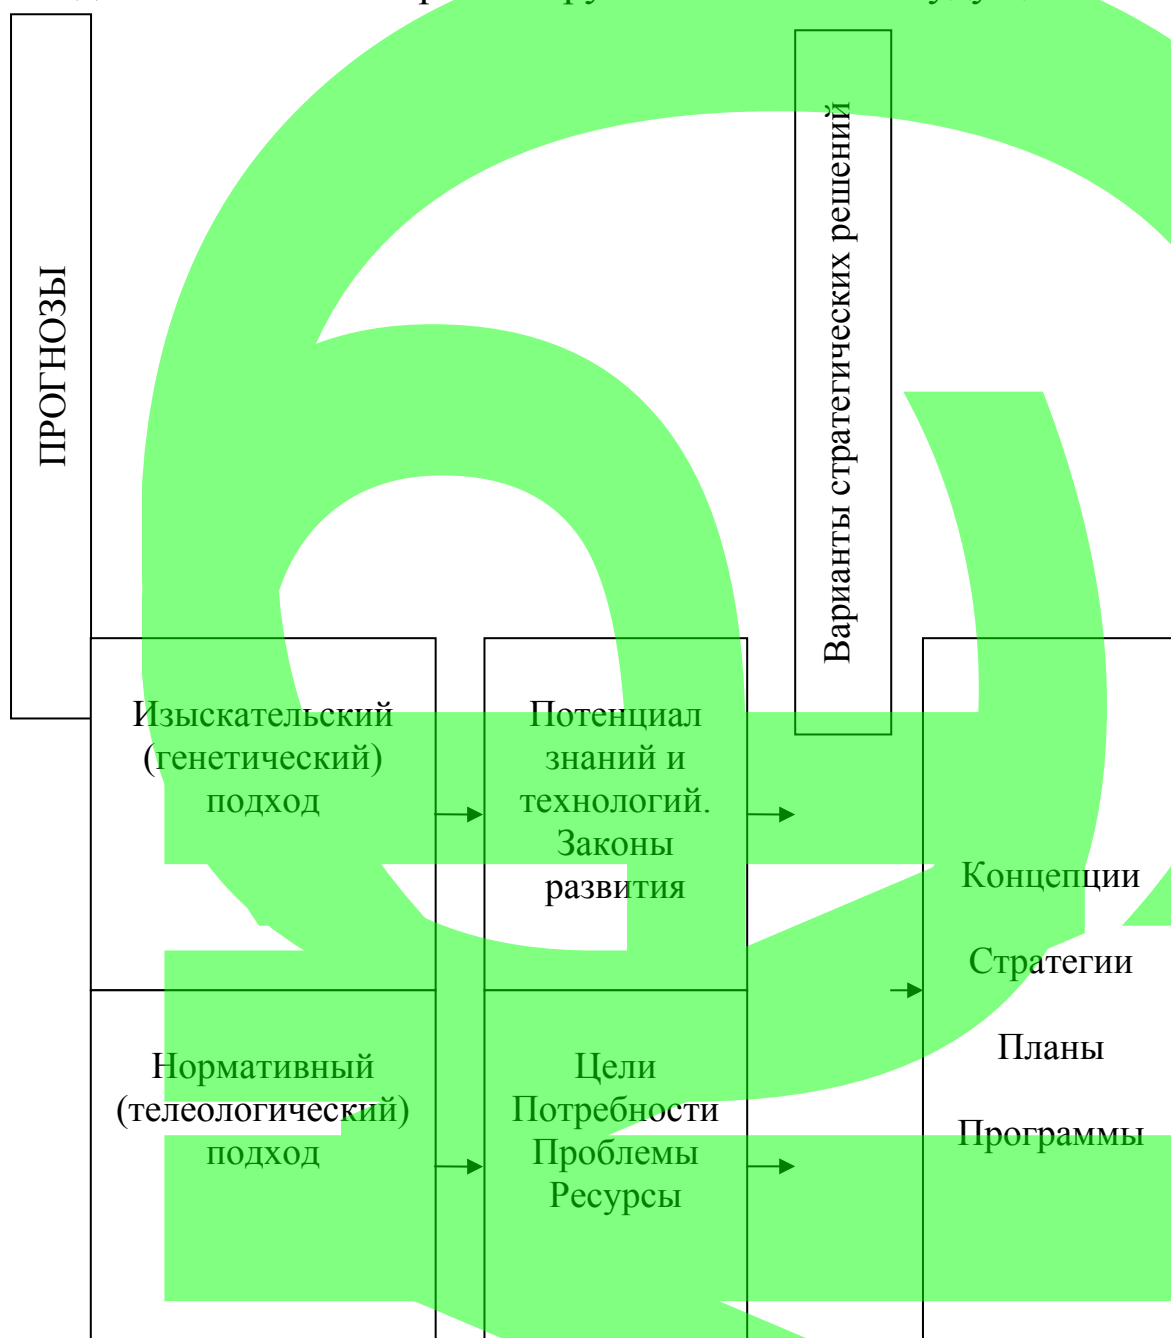 ПРОГНОЗЫ
Варианты стратегических решений
Изыскательский
(генетический)
подход
Потенциал
знаний и
технологий.
Законы
развития
Концепции
Стратегии
Планы
Программы
Нормативный
(телеологический)
подход
Цели
Потребности
Проблемы
Ресурсы